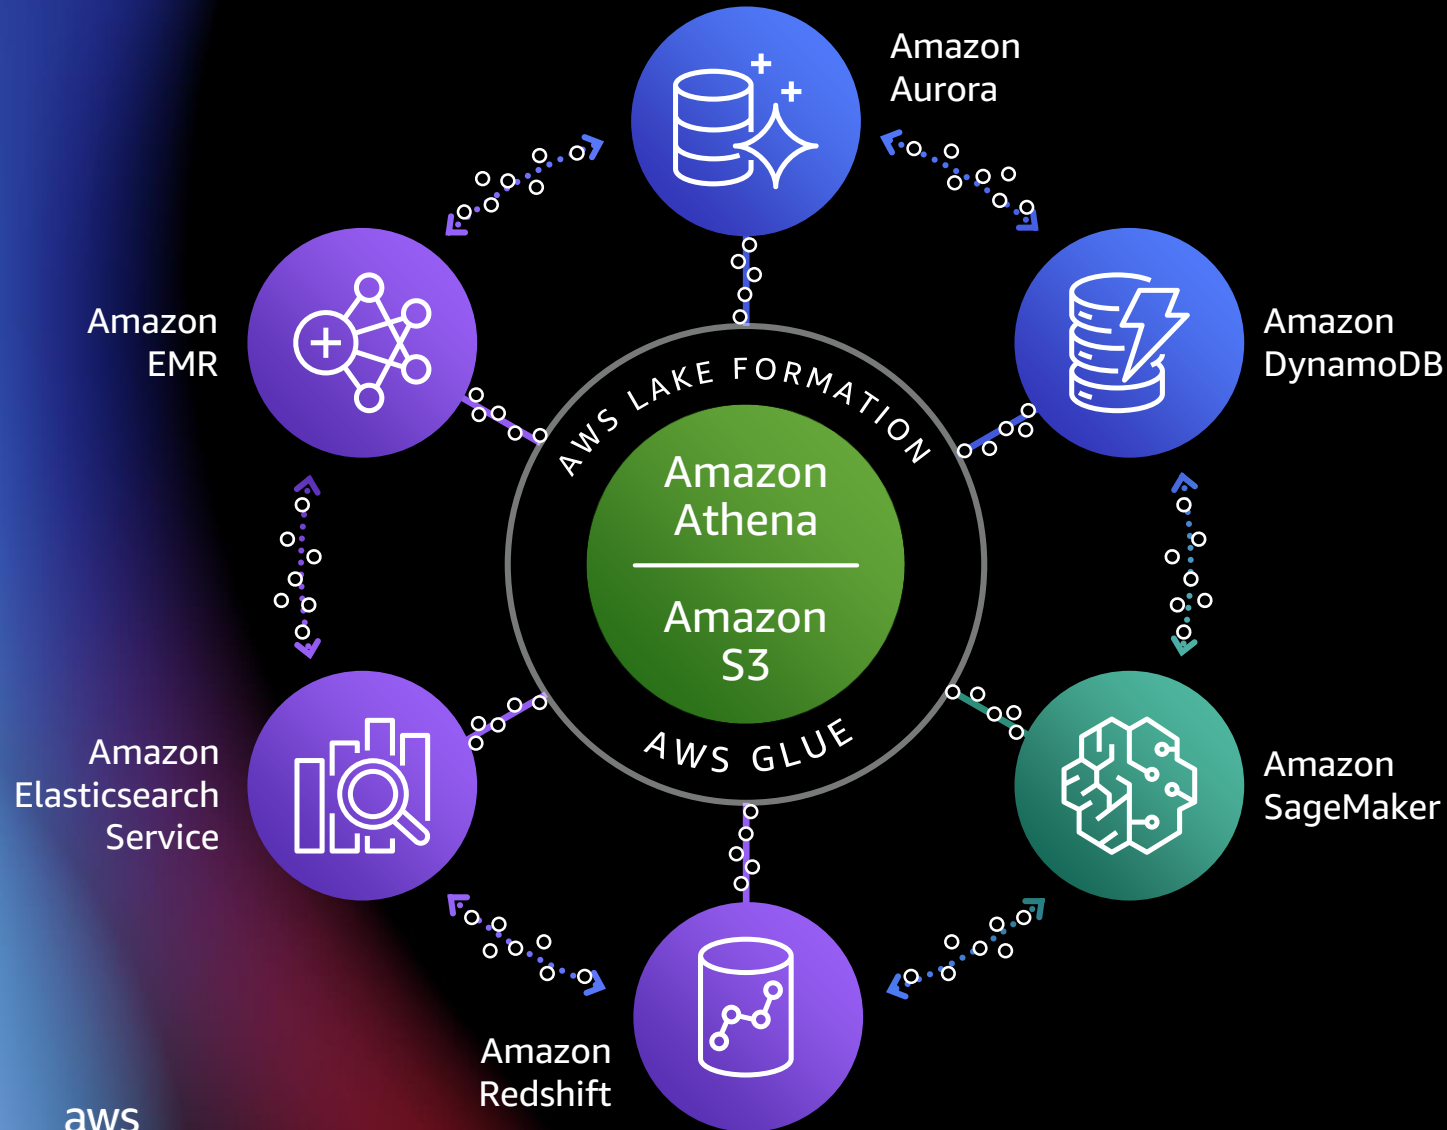 Amazon
Aurora
Amazon
EMR
Amazon
DynamoDB
AWS LAKE FORMATION
Amazon
Athena
Amazon
S3
AWS GLUE
Amazon
Elasticsearch
Service
Amazon
SageMaker
Amazon
Redshift
aws